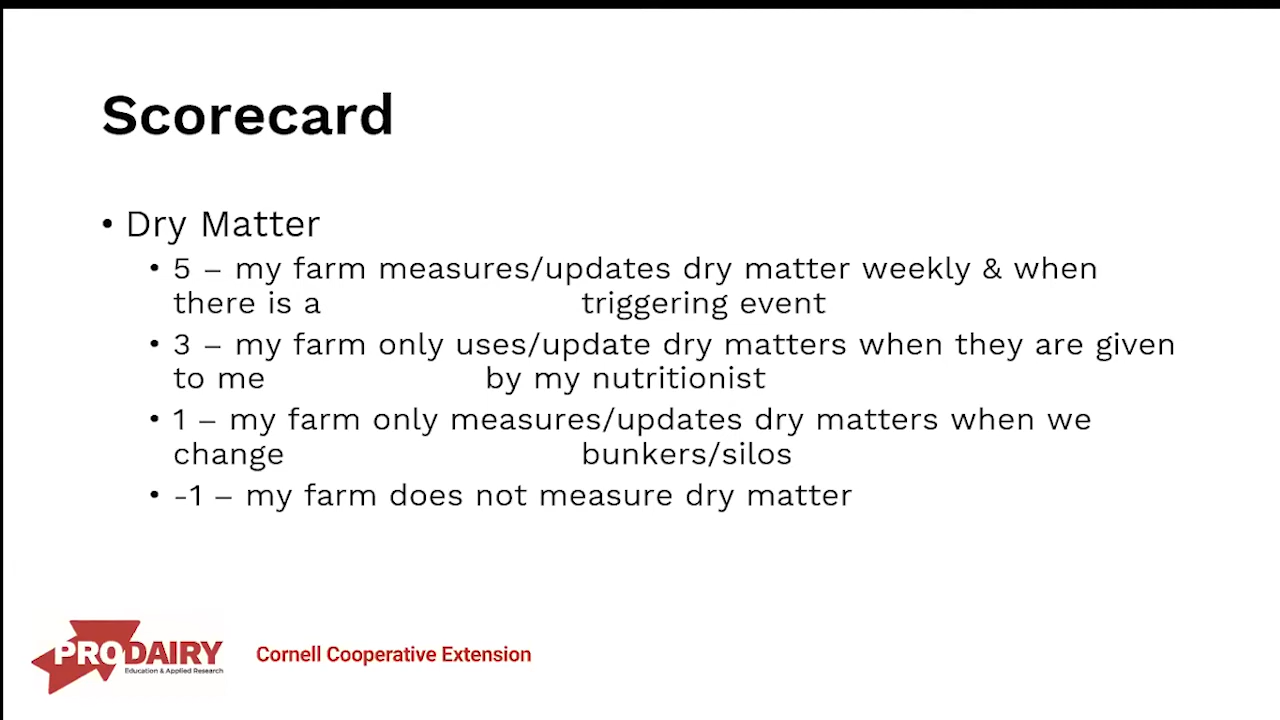 Scorecard
• Dry Matter
• 5 – my farm measures/updates dry matter weekly & when
there is a triggering event
• 3 – my farm only uses/update dry matters when they are given
to me by my nutritionist
• 1 – my farm only measures/updates dry matters when we
change bunkers/silos
• -1 – my farm does not measure dry matter
PRODAIRY
Education & Applied Research
Cornell Cooperative Extension